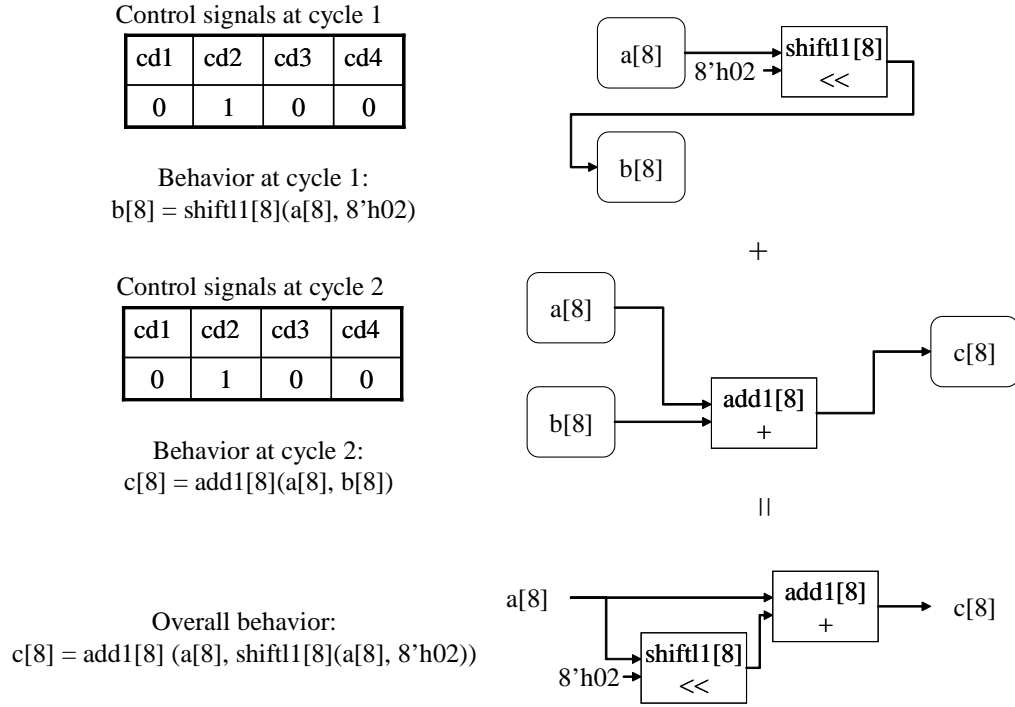 Control signals at cycle 1
cd1 cd2 cd3 cd4
0 1 0 0
Behavior at cycle 1:
b[8] = shiftl1[8](a[8], 8’h02)
a[8]
8’h02
shiftl1[8]
<<
b[8]
+
Control signals at cycle 2
cd1 cd2 cd3 cd4
0 1 0 0
Behavior at cycle 2:
c[8] = add1[8](a[8], b[8])
a[8]
b[8]
add1[8]
+
c[8]
=
Overall behavior:
c[8] = add1[8] (a[8], shiftl1[8](a[8], 8’h02))
a[8]
8’h02
shiftl1[8]
<<
add1[8]
+
c[8]